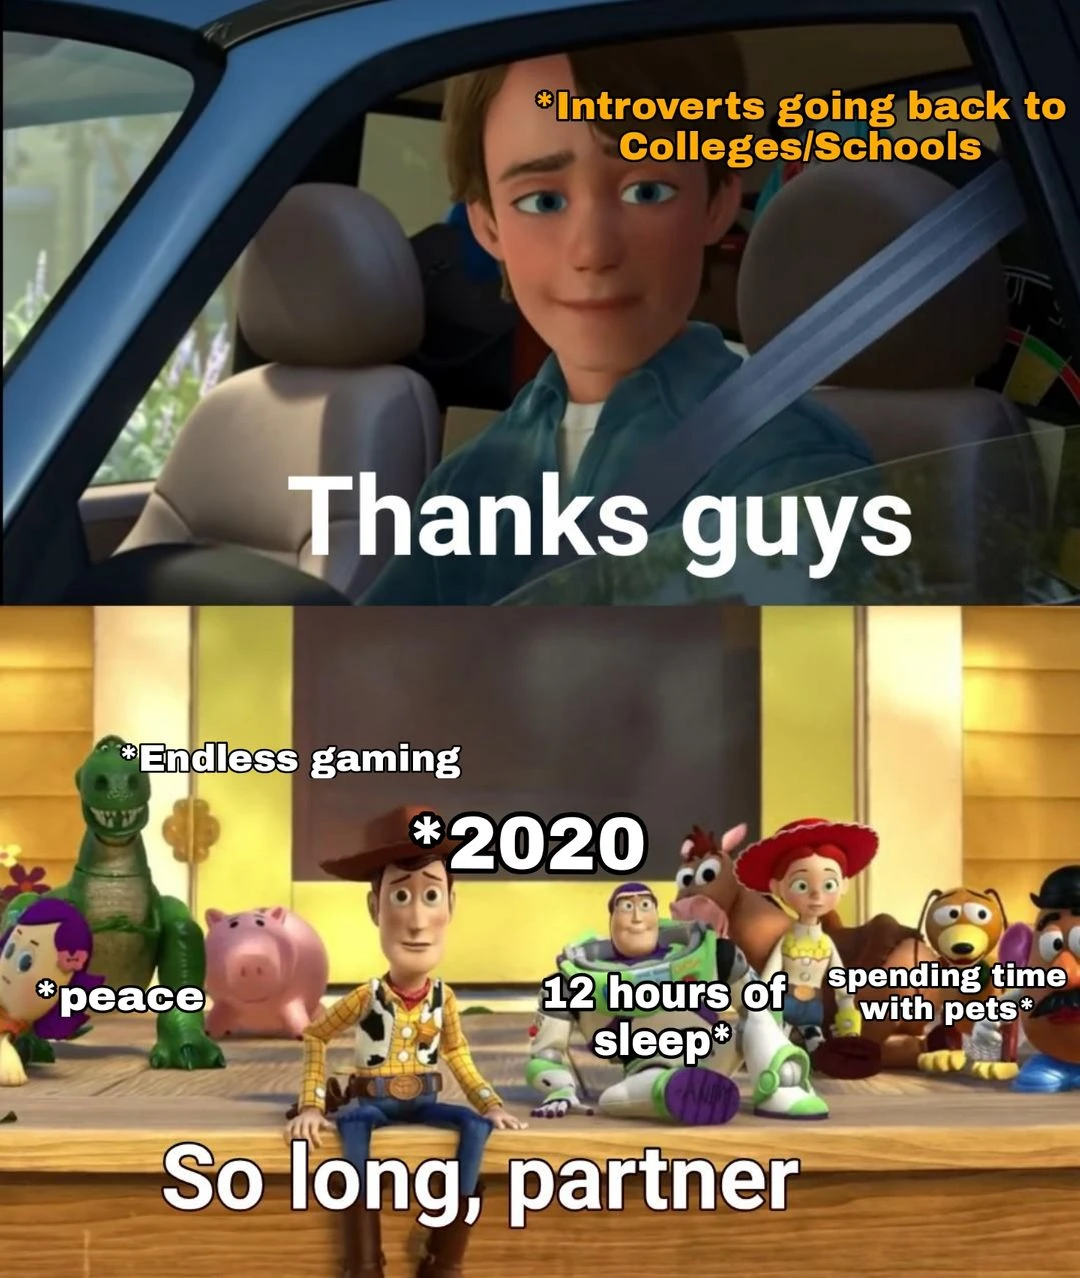 *Introverts going back to
Colleges/Schools
Thanks guys
*Endless gaming
*2020
*peace
12 hours of
sleep*
spending time
with pets*
ANDY
So long, partner